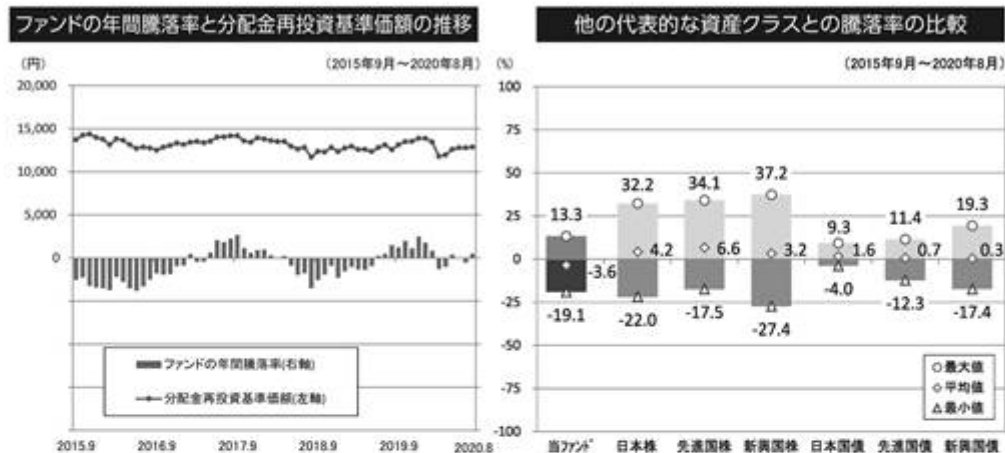 ファンドの年間騰落率と分配金再投資基準価額の推移
(円)
(2015年9月～2020年8月)
20,000
15,000
10,000
5,000
0
ファンドの年間騰落率(右軸)
分配金再投資基準価額(左軸)
2015.9 2016.9 2017.9 2018.9 2019.9 2020.8
他の代表的な資産クラスとの騰落率の比較
(%)
(2015年9月～2020年8月)
100
75
50
25
0
-25
-50
-75
-100
13.3 32.2 34.1 37.2 9.3 11.4 19.3
-3.6 4.2 6.6 3.2 1.6 0.7 0.3
-19.1 -22.0 -17.5 -27.4 -4.0 -12.3 -17.4
最大値
平均値
最小値
当ファンド 日本株 先進国株 新興国株 日本国債 先進国債 新興国債